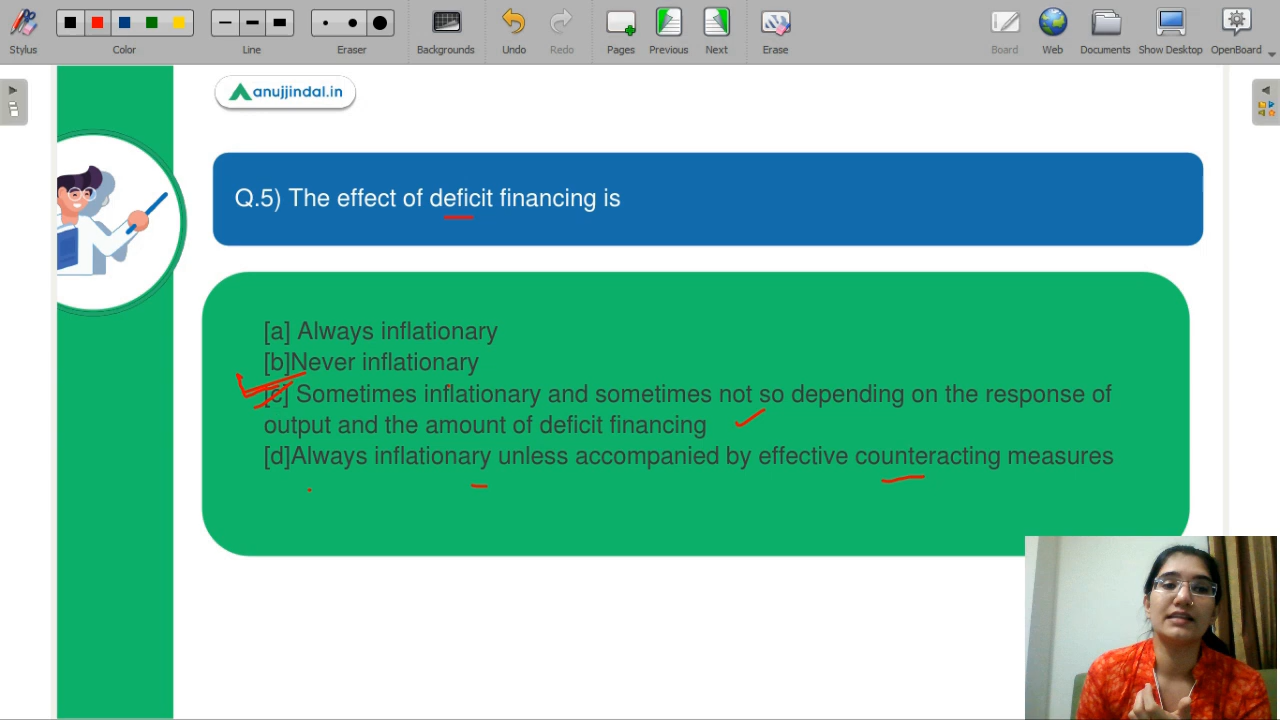 Stylus
Color
Line
Eraser
Backgrounds
Undo
Redo
Pages
Previous
Next
Erase
Board
Web
Documents
Show Desktop
OpenBoard
anujjindal.in
Q.5) The effect of deficit financing is
[a] Always inflationary
[b]Never inflationary
[c] Sometimes inflationary and sometimes not so depending on the response of
output and the amount of deficit financing
[d]Always inflationary unless accompanied by effective counteracting measures